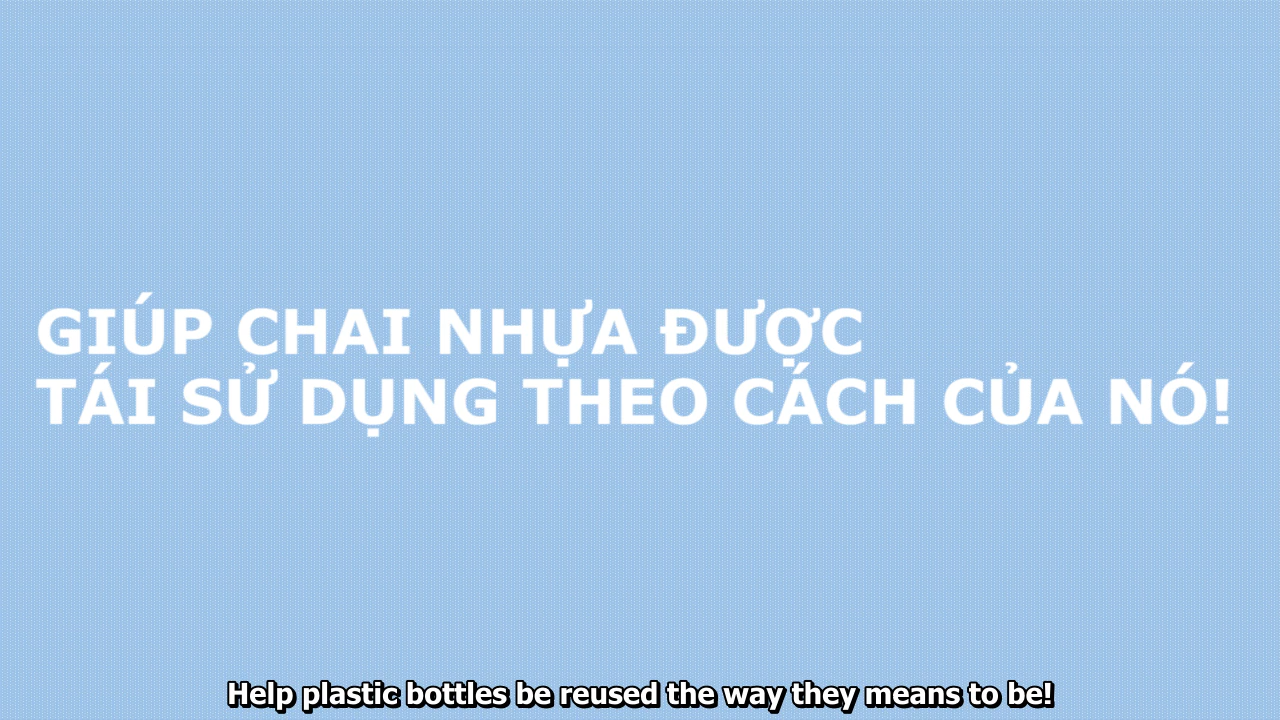 GIÚP CHAI NHỰA ĐƯỢC
TÁI SỬ DỤNG THEO CÁCH CỦA NÓ!
Help plastic bottles be reused the way they means to be!